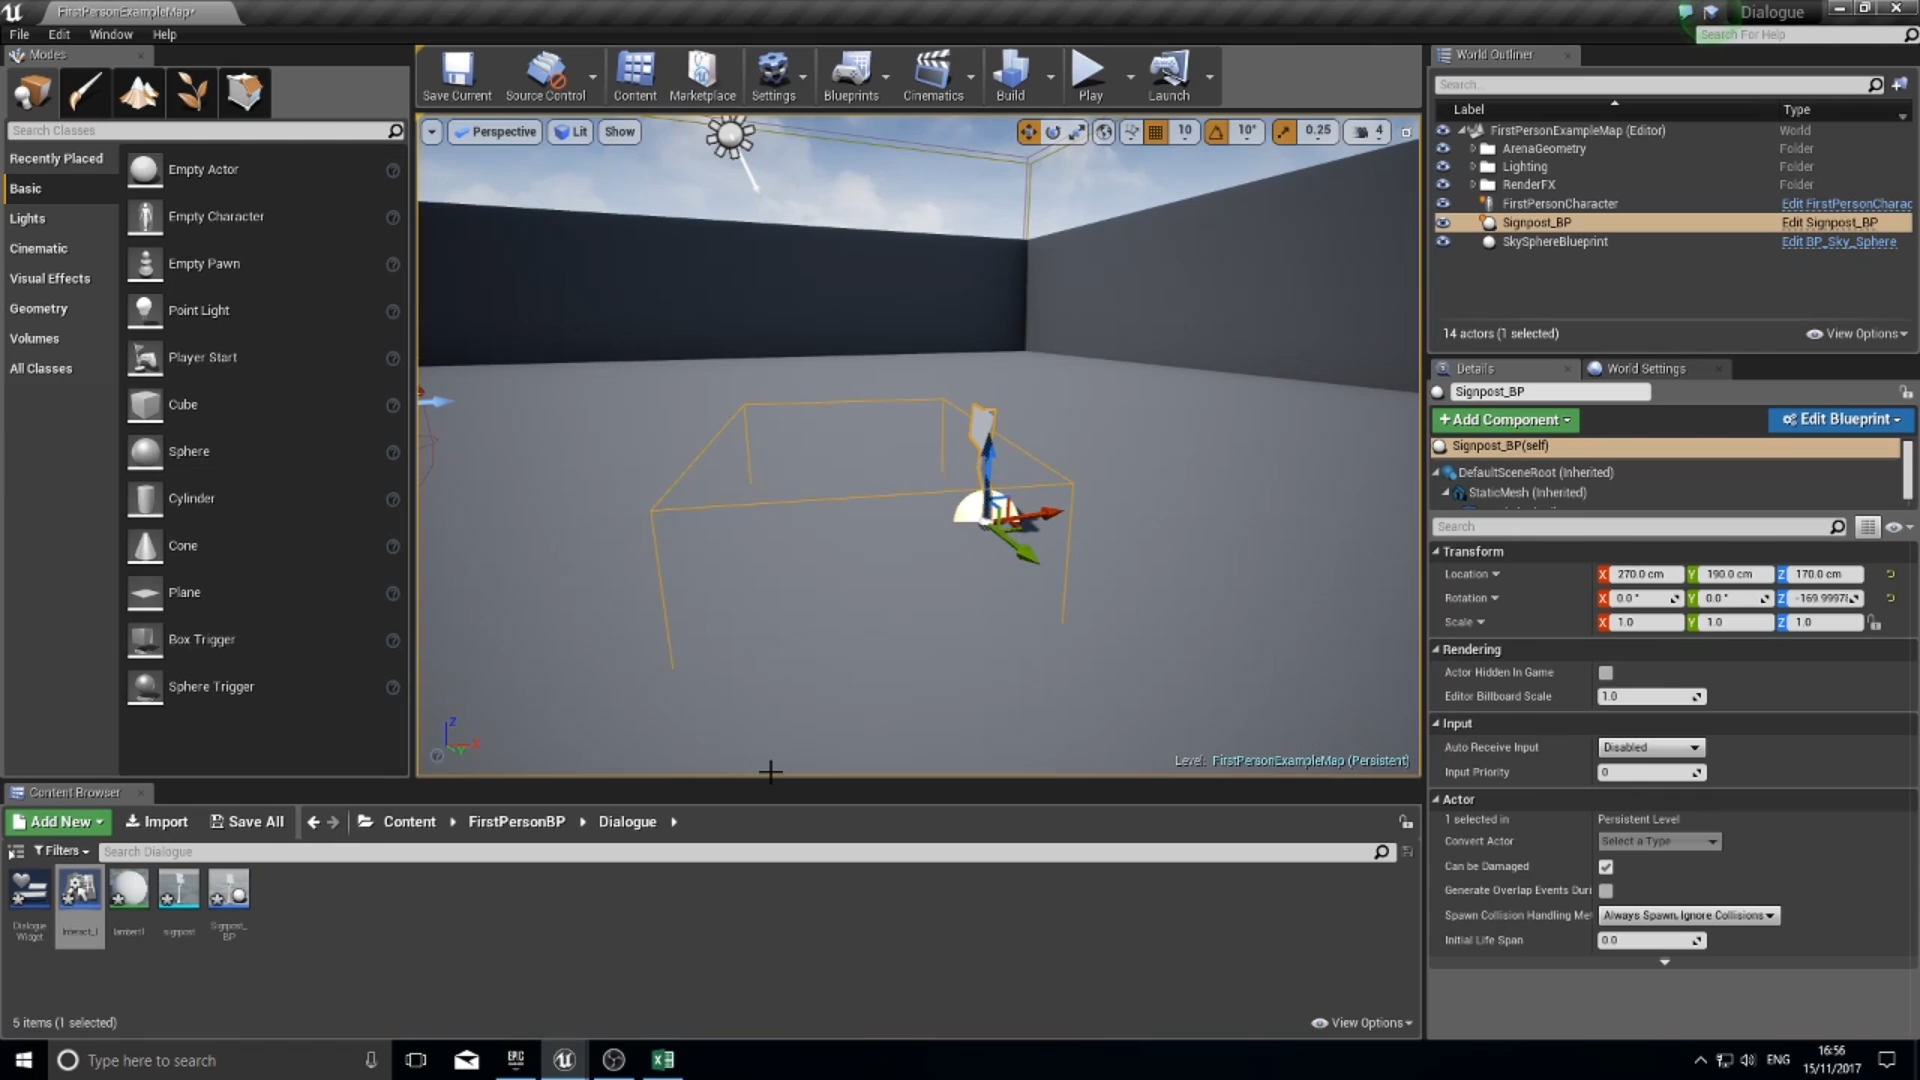 FirstPersonExampleMap*
Dialogue
File Edit Window Help
Search For Help
Modes
Search Classes
Recently Placed
Basic
Lights
Cinematic
Visual Effects
Geometry
Volumes
All Classes
Empty Actor
Empty Character
Empty Pawn
Point Light
Player Start
Cube
Sphere
Cylinder
Cone
Plane
Box Trigger
Sphere Trigger
Save Current
Source Control
Content
Marketplace
Settings
Blueprints
Cinematics
Build
Play
Launch
Perspective Lit Show
10 10° 0.25 4
Z
X
Y
Level: FirstPersonExampleMap (Persistent)
World Outliner
Search...
Label Type
FirstPersonExampleMap (Editor) World
ArenaGeometry Folder
Lighting Folder
RenderFX Folder
FirstPersonCharacter Edit FirstPersonCharac
Signpost_BP Edit Signpost_BP
SkySphereBlueprint Edit BP_Sky_Sphere
14 actors (1 selected) View Options
Details World Settings
Signpost_BP
+Add Component Edit Blueprint
Signpost_BP(self)
DefaultSceneRoot (Inherited)
StaticMesh (Inherited)
Search
Transform
Location X 270.0 cm Y 190.0 cm Z 170.0 cm
Rotation X 0.0 ° Y 0.0 ° Z -169.99978
Scale X 1.0 Y 1.0 Z 1.0
Rendering
Actor Hidden In Game
Editor Billboard Scale 1.0
Input
Auto Receive Input Disabled
Input Priority 0
Actor
1 selected in Persistent Level
Convert Actor Select a Type
Can be Damaged
Generate Overlap Events Duri
Spawn Collision Handling Met Always Spawn, Ignore Collisions
Initial Life Span 0.0
Content Browser
Add New Import Save All Content FirstPersonBP Dialogue
Filters Search Dialogue
Dialogue
Widget
Interact_I
lambert1
signpost
Signpost_
BP
5 items (1 selected) View Options
Type here to search
EPIC
ENG
16:56
15/11/2017